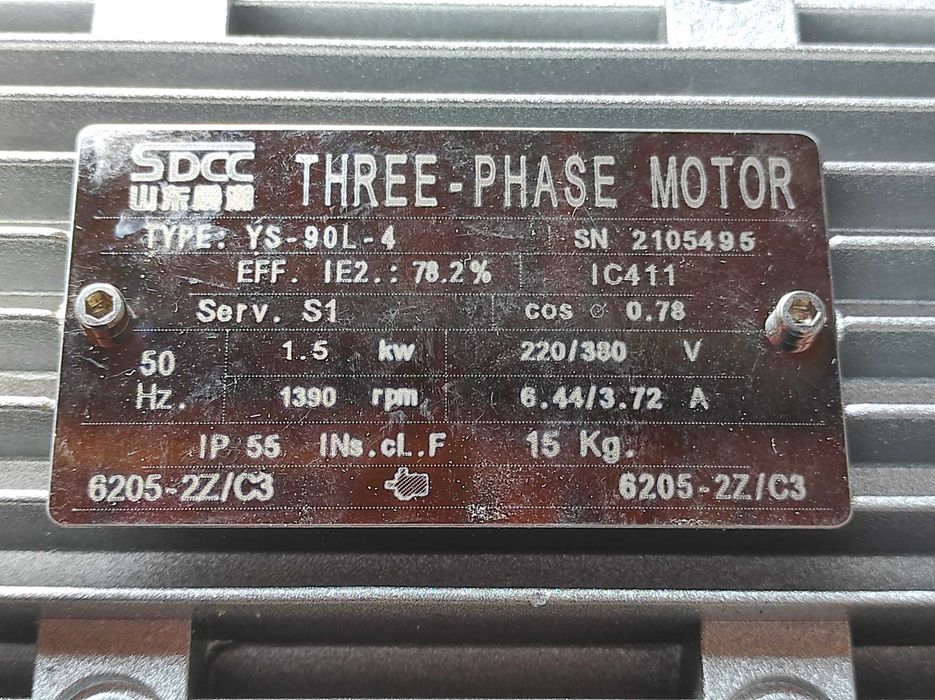 SDCC THREE-PHASE MOTOR
山东
TYPE: YS-90L-4 SN 2105495
EFF. IE2.: 78.2% IC411
Serv. S1 cos 0.78
50 Hz.
1.5 kw 220/380 V
1390 rpm 6.44/3.72 A
IP 55 INs.cL.F 15 Kg.
6205-2Z/C3 6205-2Z/C3